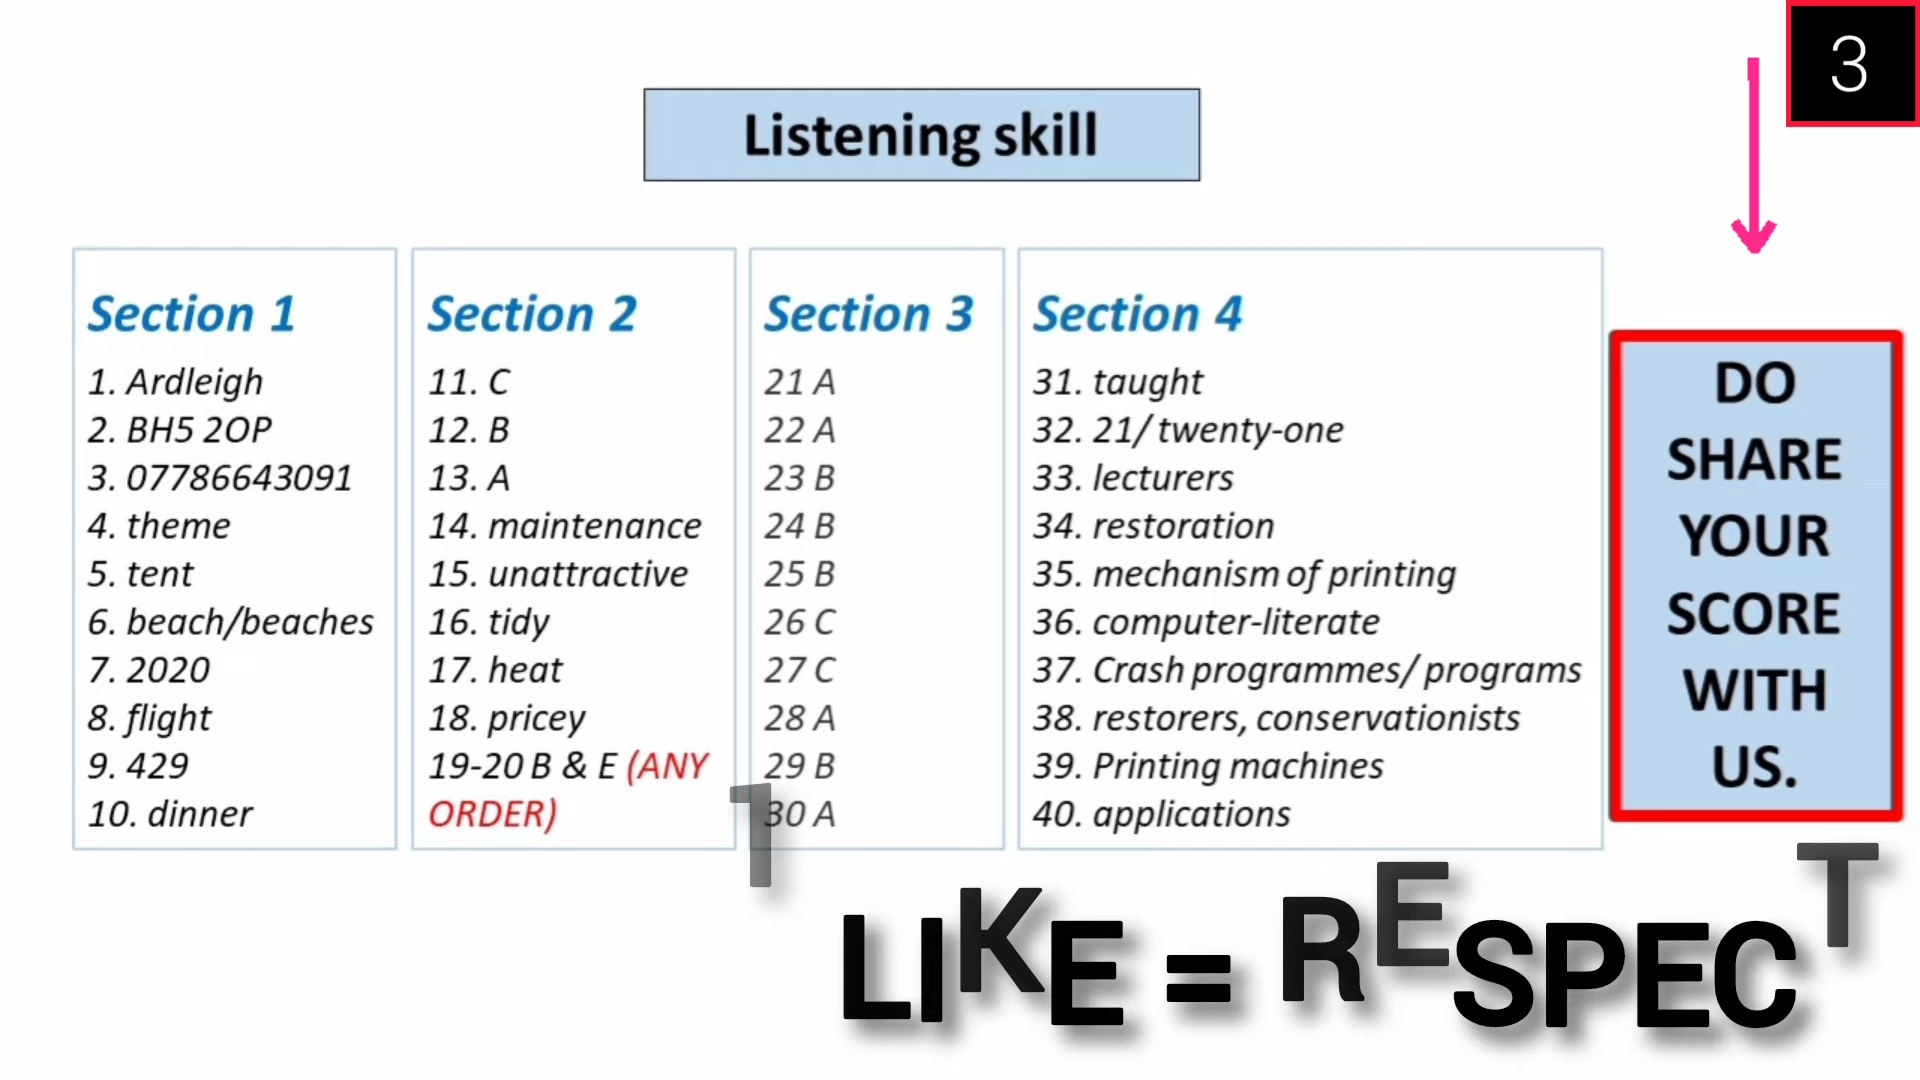 3
Listening skill
Section 1
1. Ardleigh
2. BH5 2OP
3. 07786643091
4. theme
5. tent
6. beach/beaches
7. 2020
8. flight
9. 429
10. dinner
Section 2
11. C
12. B
13. A
14. maintenance
15. unattractive
16. tidy
17. heat
18. pricey
19-20 B & E (ANY
ORDER)
Section 3
21 A
22 A
23 B
24 B
25 B
26 C
27 C
28 A
29 B
30 A
Section 4
31. taught
32. 21/ twenty-one
33. lecturers
34. restoration
35. mechanism of printing
36. computer-literate
37. Crash programmes/ programs
38. restorers, conservationists
39. Printing machines
40. applications
DO
SHARE
YOUR
SCORE
WITH
US.
1 LIKE = RESPECT